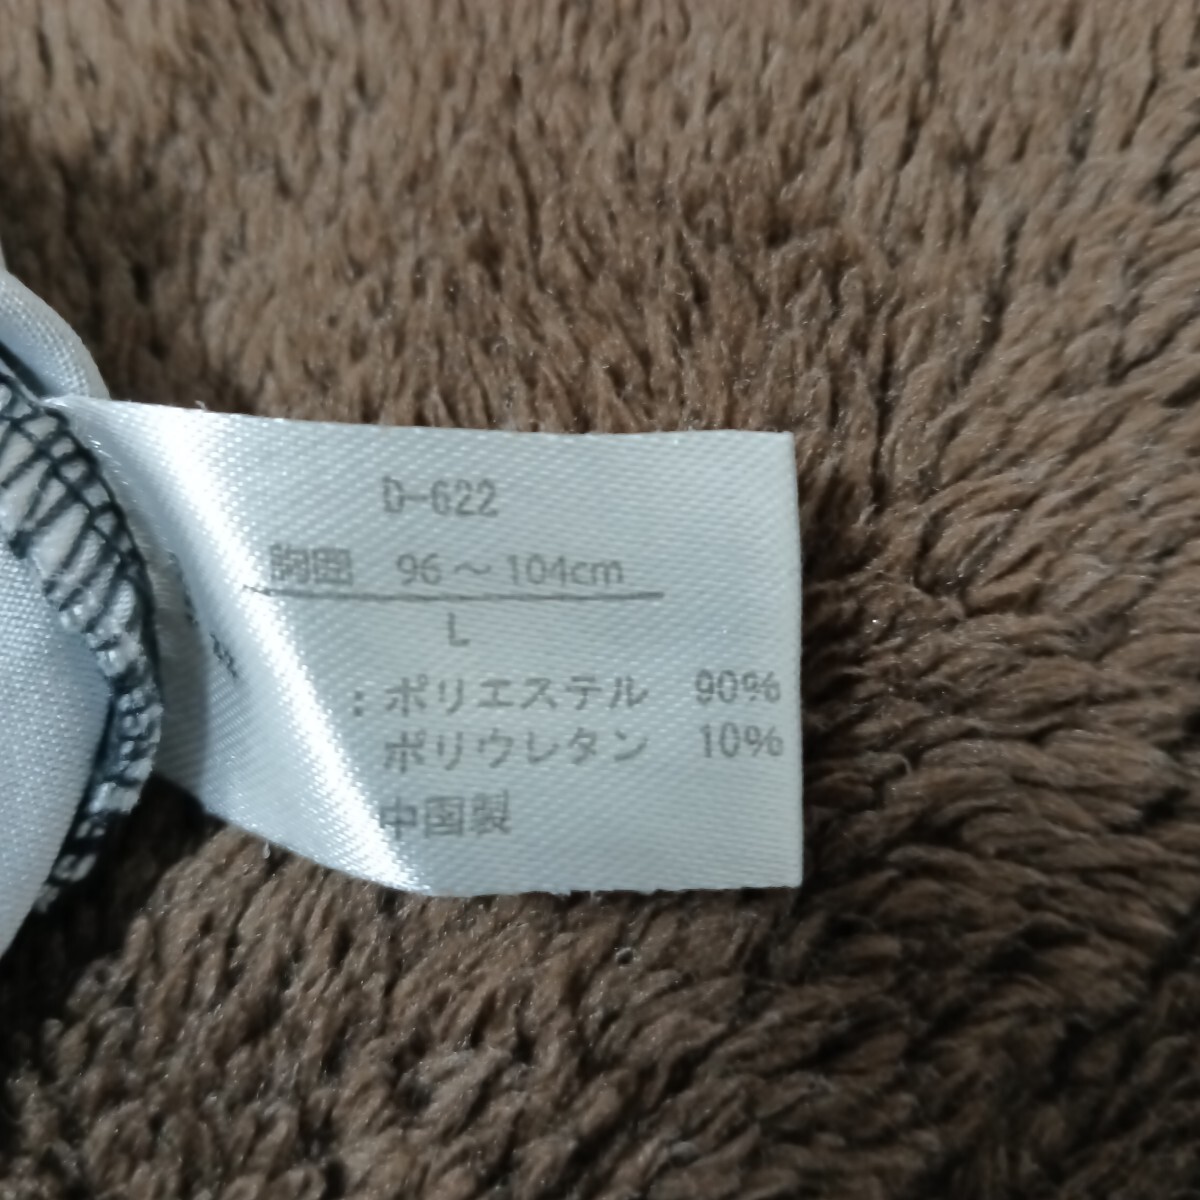 D-622
胸囲 96～104cm
L
：ポリエステル 90%
ポリウレタン 10%
中国製